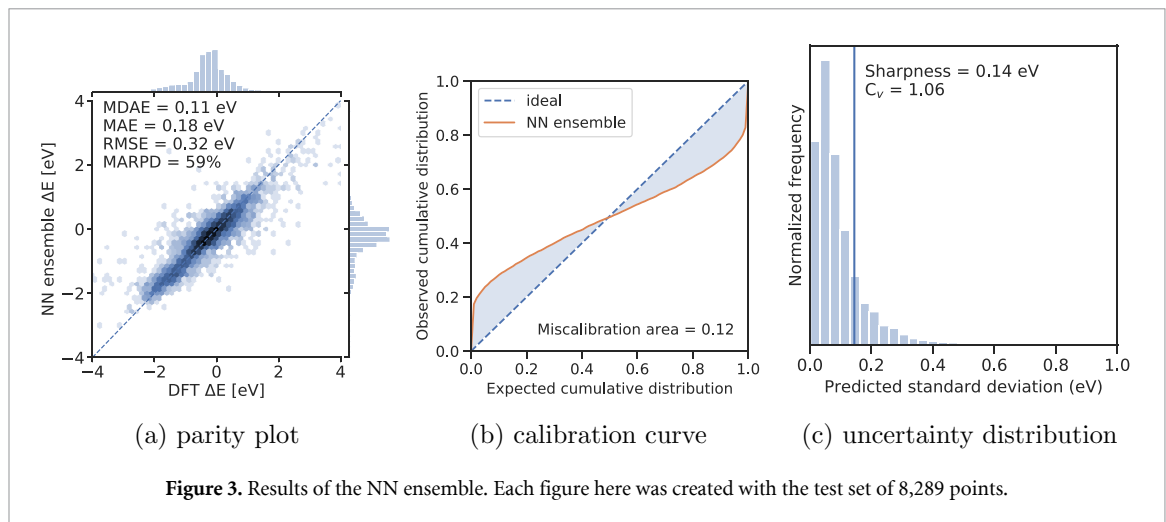 MDAE = 0.11 eV
MAE = 0.18 eV
RMSE = 0.32 eV
MARPD = 59%
NN ensemble ΔE [eV]
4
2
0
−2
−4
−4
−2
0
2
4
DFT ΔE [eV]
(a) parity plot
ideal
NN ensemble
Observed cumulative distribution
1.0
0.8
0.6
0.4
0.2
0.0
Miscalibration area = 0.12
0.0
0.2
0.4
0.6
0.8
1.0
Expected cumulative distribution
(b) calibration curve
Sharpness = 0.14 eV
Cᵥ = 1.06
Normalized frequency
0.0
0.2
0.4
0.6
0.8
1.0
Predicted standard deviation (eV)
(c) uncertainty distribution
Figure 3. Results of the NN ensemble. Each figure here was created with the test set of 8,289 points.